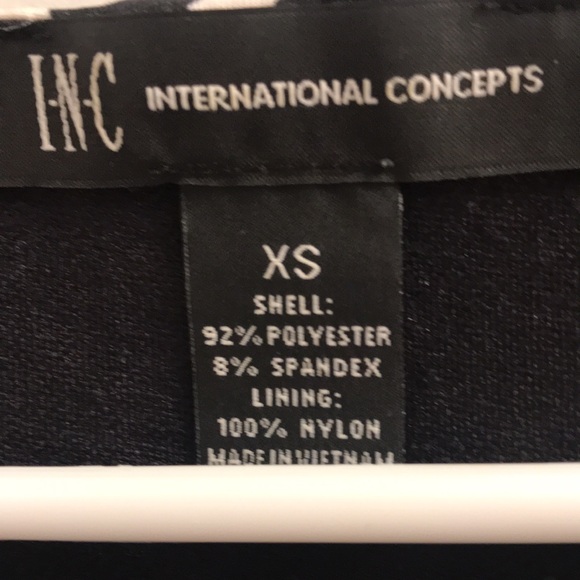 I·N·C INTERNATIONAL CONCEPTS
XS
SHELL:
92% POLYESTER
8% SPANDEX
LINING:
100% NYLON
MADE IN VIETNAM